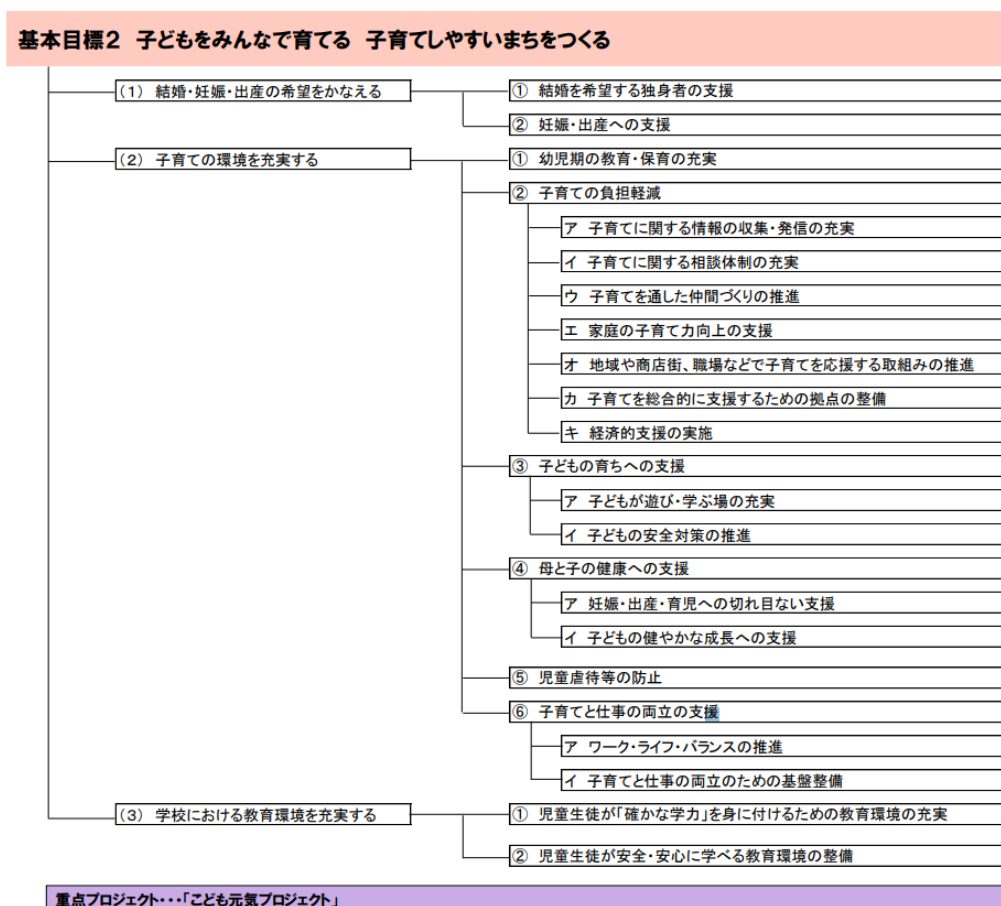 基本目標2 子どもをみんなで育てる 子育てしやすいまちをつくる
(1) 結婚・妊娠・出産の希望をかなえる
① 結婚を希望する独身者の支援
② 妊娠・出産への支援
(2) 子育ての環境を充実する
① 幼児期の教育・保育の充実
② 子育ての負担軽減
ア 子育てに関する情報の収集・発信の充実
イ 子育てに関する相談体制の充実
ウ 子育てを通した仲間づくりの推進
エ 家庭の子育て力向上の支援
オ 地域や商店街、職場などで子育てを応援する取組みの推進
カ 子育てを総合的に支援するための拠点の整備
キ 経済的支援の実施
③ 子どもの育ちへの支援
ア 子どもが遊び・学ぶ場の充実
イ 子どもの安全対策の推進
④ 母と子の健康への支援
ア 妊娠・出産・育児への切れ目ない支援
イ 子どもの健やかな成長への支援
⑤ 児童虐待等の防止
⑥ 子育てと仕事の両立の支援
ア ワーク・ライフ・バランスの推進
イ 子育てと仕事の両立のための基盤整備
(3) 学校における教育環境を充実する
① 児童生徒が「確かな学力」を身に付けるための教育環境の充実
② 児童生徒が安全・安心に学べる教育環境の整備
重点プロジェクト・・・「こども元気プロジェクト」